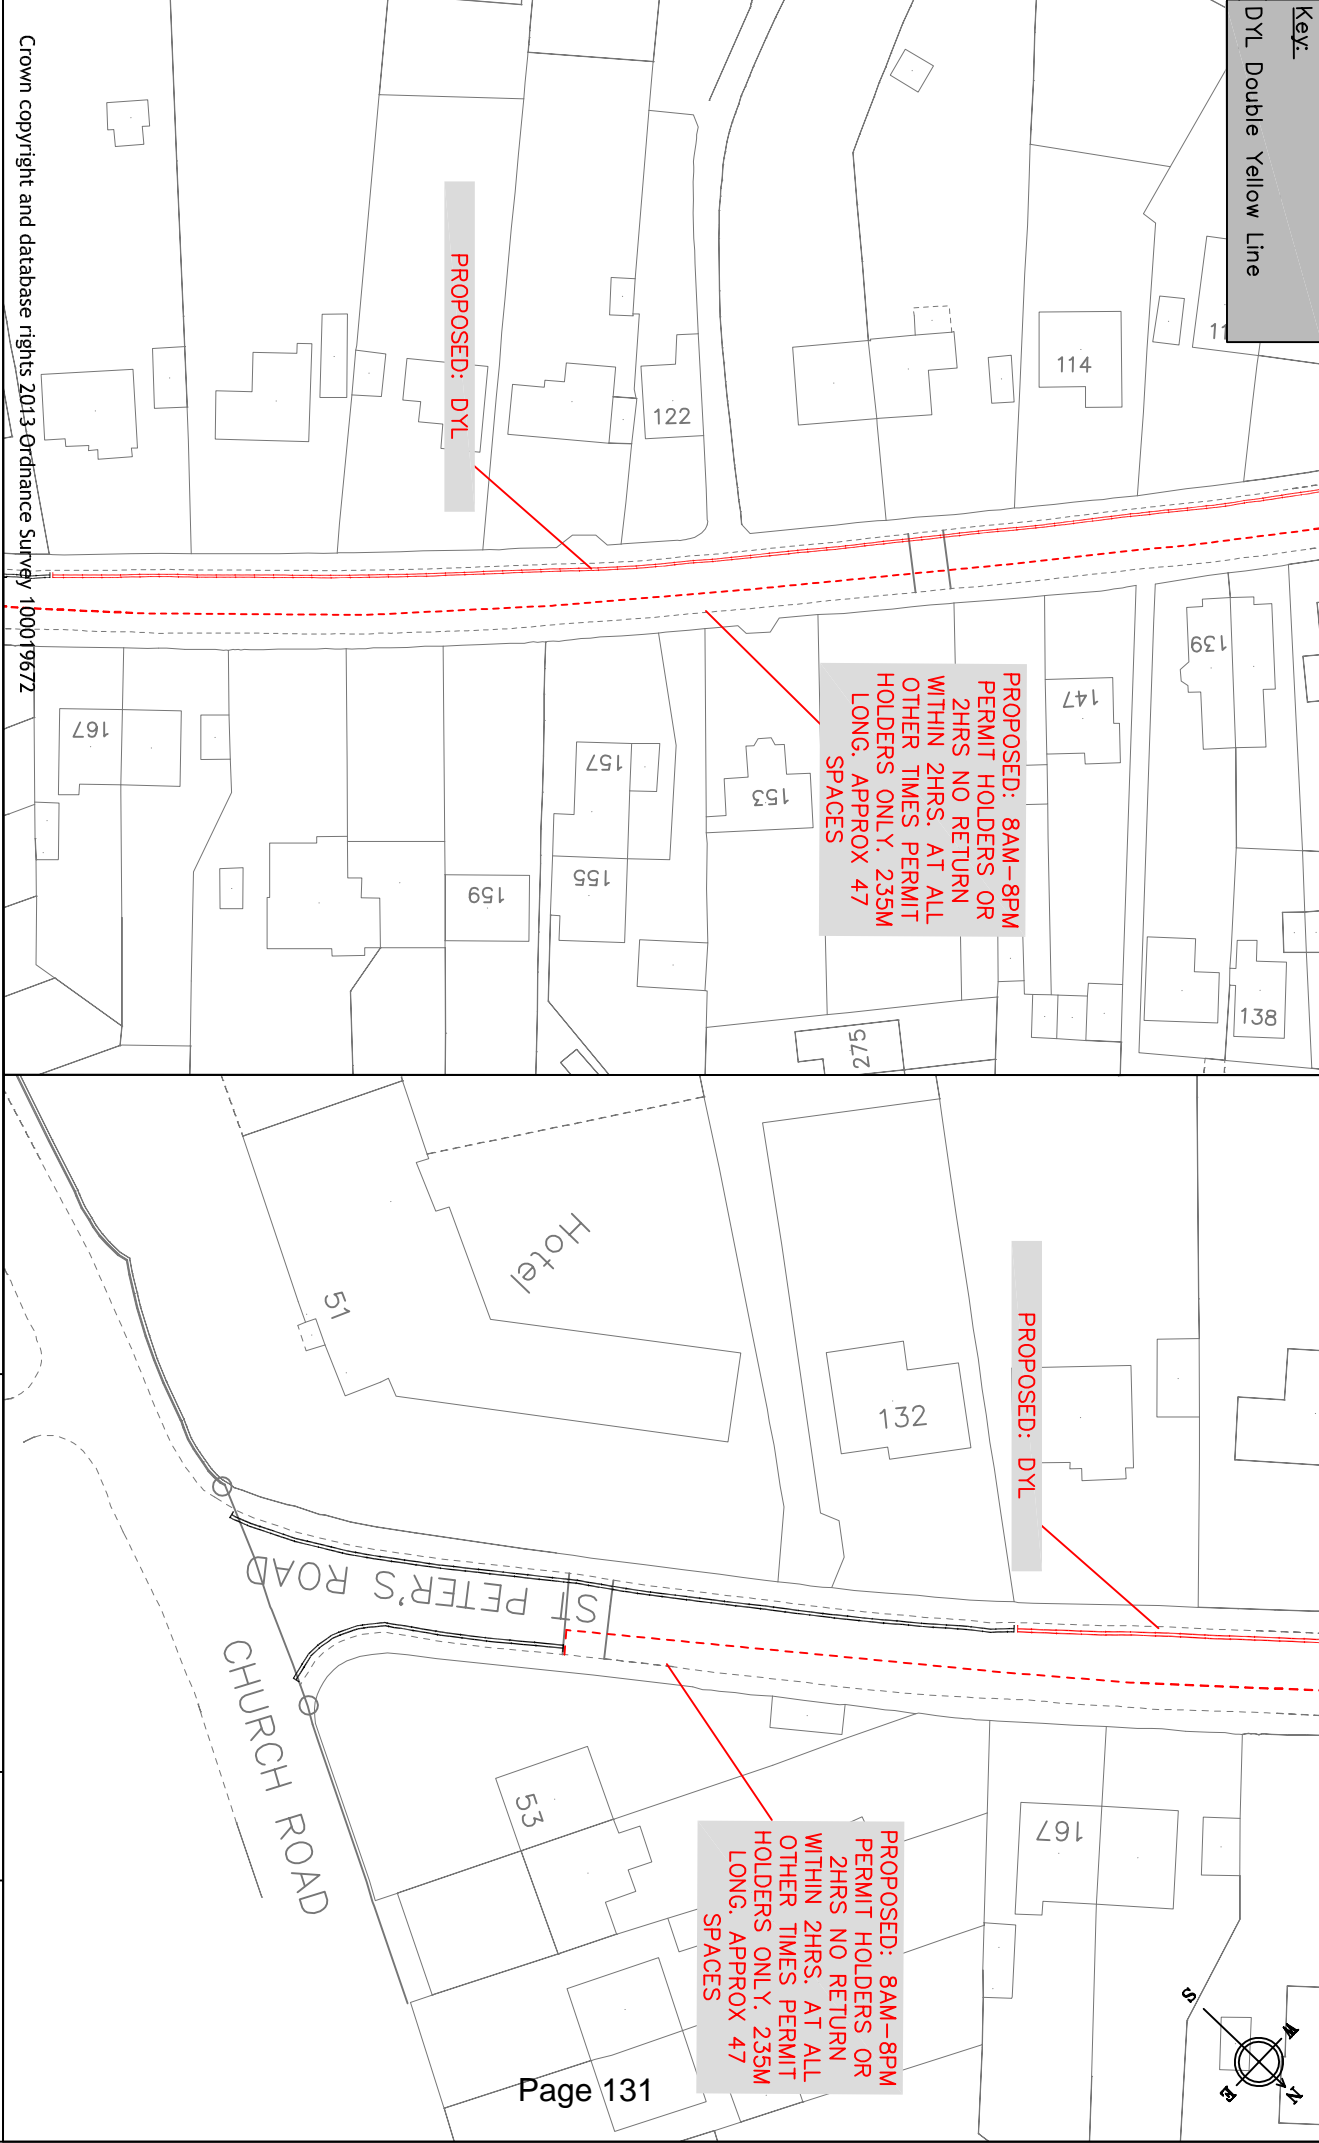 Key:
DYL Double Yellow Line
114
11
122
PROPOSED: DYL
PROPOSED: 8AM-8PM
PERMIT HOLDERS OR
2HRS NO RETURN
WITHIN 2HRS. AT ALL
OTHER TIMES PERMIT
HOLDERS ONLY. 235M
LONG. APPROX 47
SPACES
139
147
153
157
155
159
167
138
275
Crown copyright and database rights 2013 Ordnance Survey 100019672
Hotel
51
132
PROPOSED: DYL
ST PETER'S ROAD
CHURCH ROAD
53
167
PROPOSED: 8AM-8PM
PERMIT HOLDERS OR
2HRS NO RETURN
WITHIN 2HRS. AT ALL
OTHER TIMES PERMIT
HOLDERS ONLY. 235M
LONG. APPROX 47
SPACES
N
E
S
W
Page 131